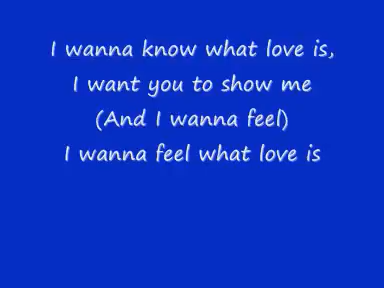 I wanna know what love is,
I want you to show me
(And I wanna feel)
I wanna feel what love is